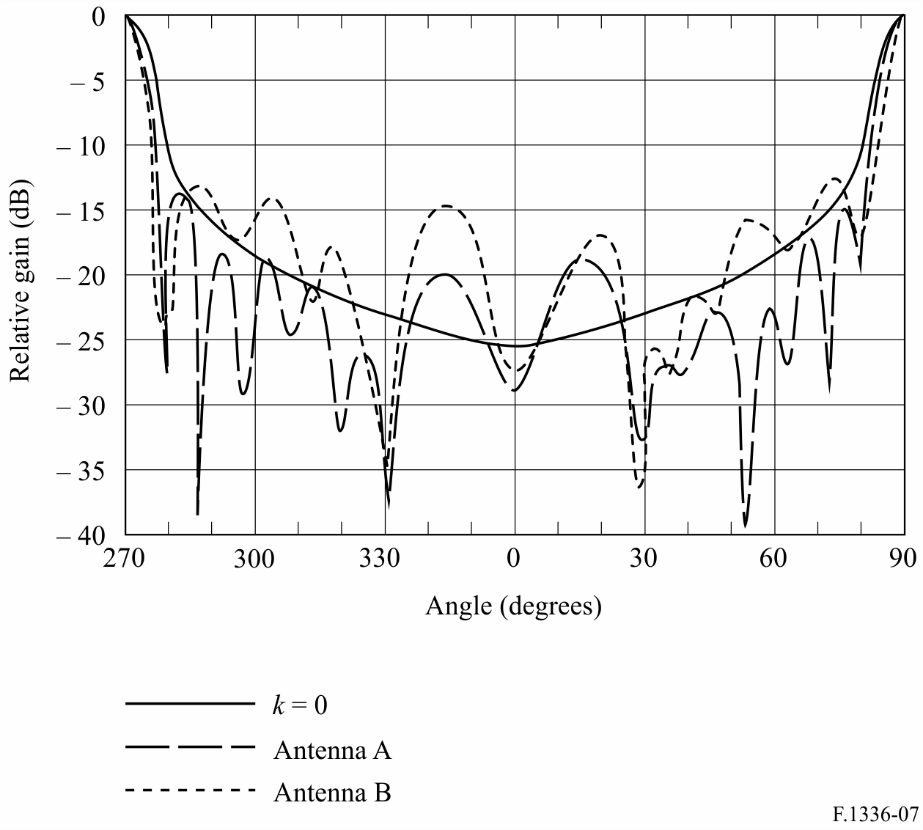 0
– 5
– 10
– 15
– 20
– 25
– 30
– 35
– 40
Relative gain (dB)
270 300 330 0 30 60 90
Angle (degrees)
k = 0
Antenna A
Antenna B
F.1336-07